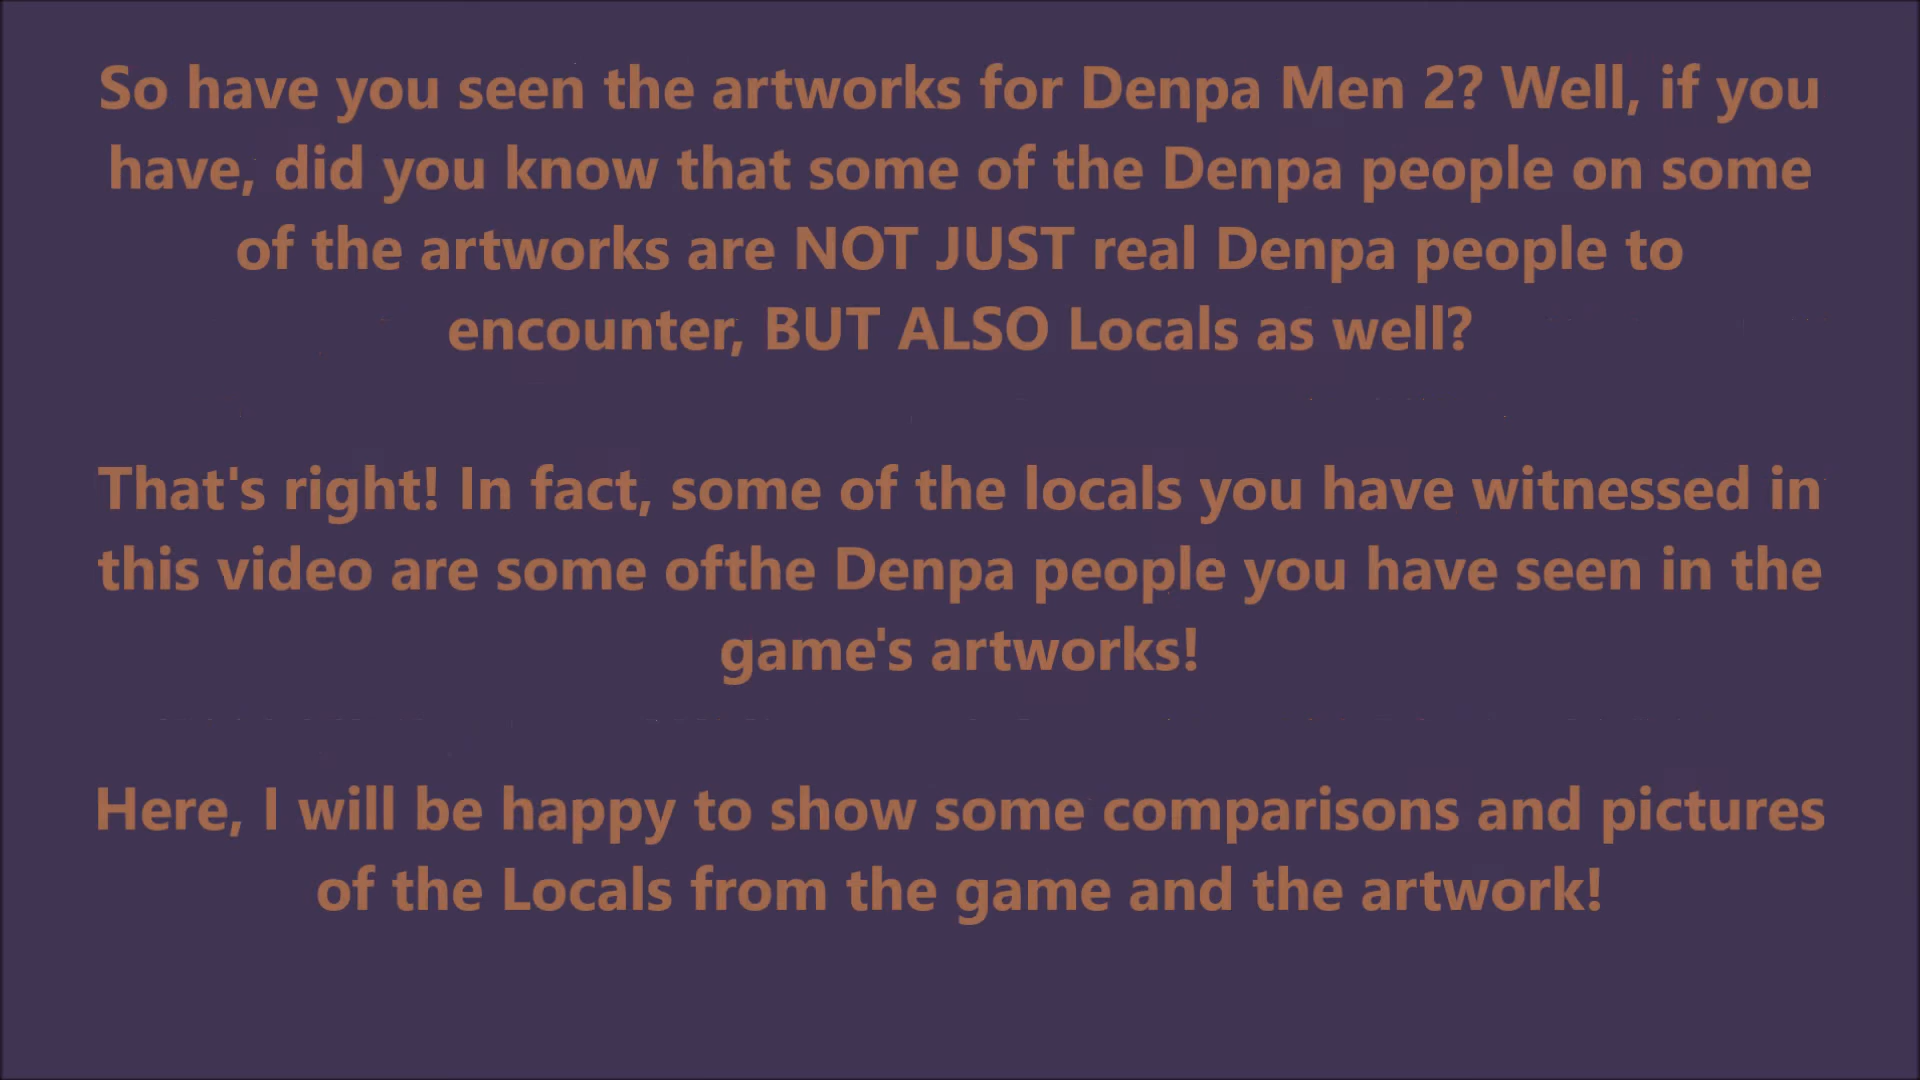 So have you seen the artworks for Denpa Men 2? Well, if you
have, did you know that some of the Denpa people on some
of the artworks are NOT JUST real Denpa people to
encounter, BUT ALSO Locals as well?
That's right! In fact, some of the locals you have witnessed in
this video are some ofthe Denpa people you have seen in the
game's artworks!
Here, I will be happy to show some comparisons and pictures
of the Locals from the game and the artwork!